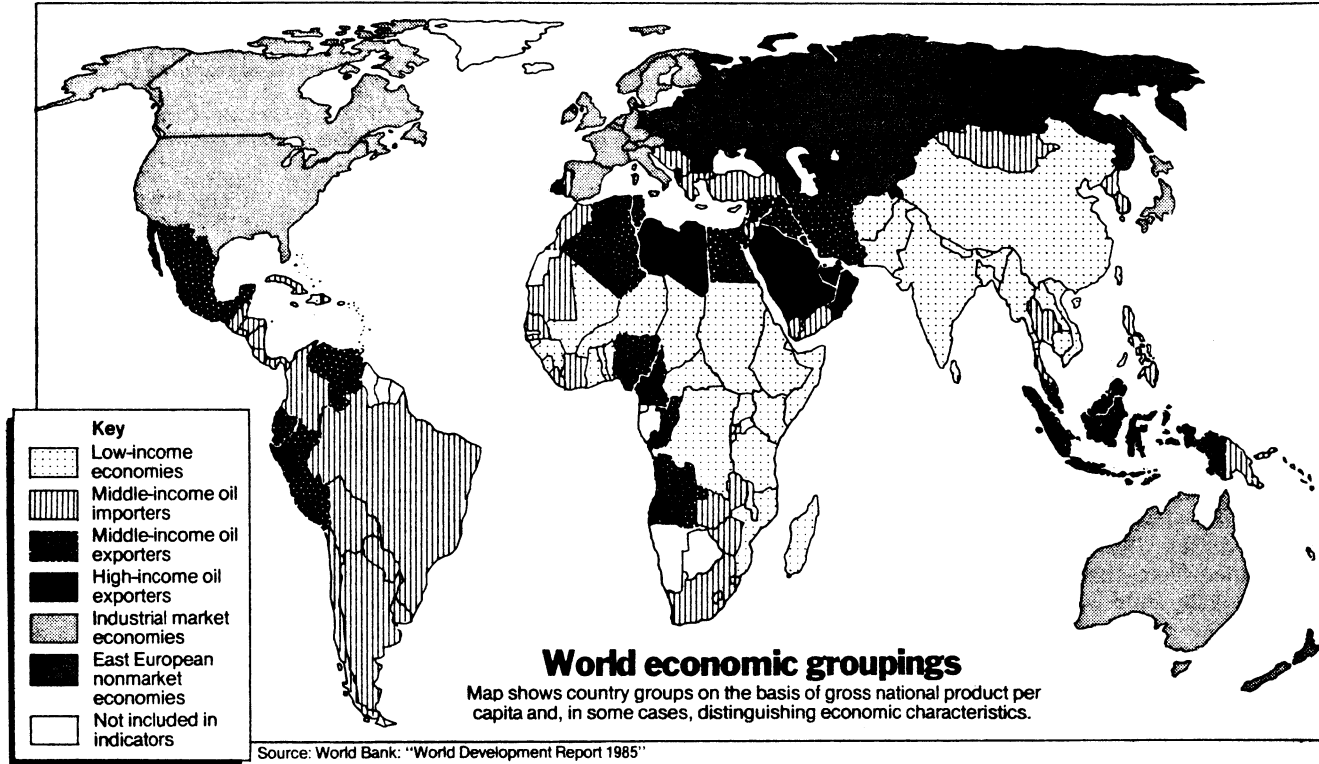 Key
Low-income
economies
Middle-income oil
importers
Middle-income oil
exporters
High-income oil
exporters
Industrial market
economies
East European
nonmarket
economies
Not included in
indicators
World economic groupings
Map shows country groups on the basis of gross national product per
capita and, in some cases, distinguishing economic characteristics.
Source: World Bank: "World Development Report 1985"